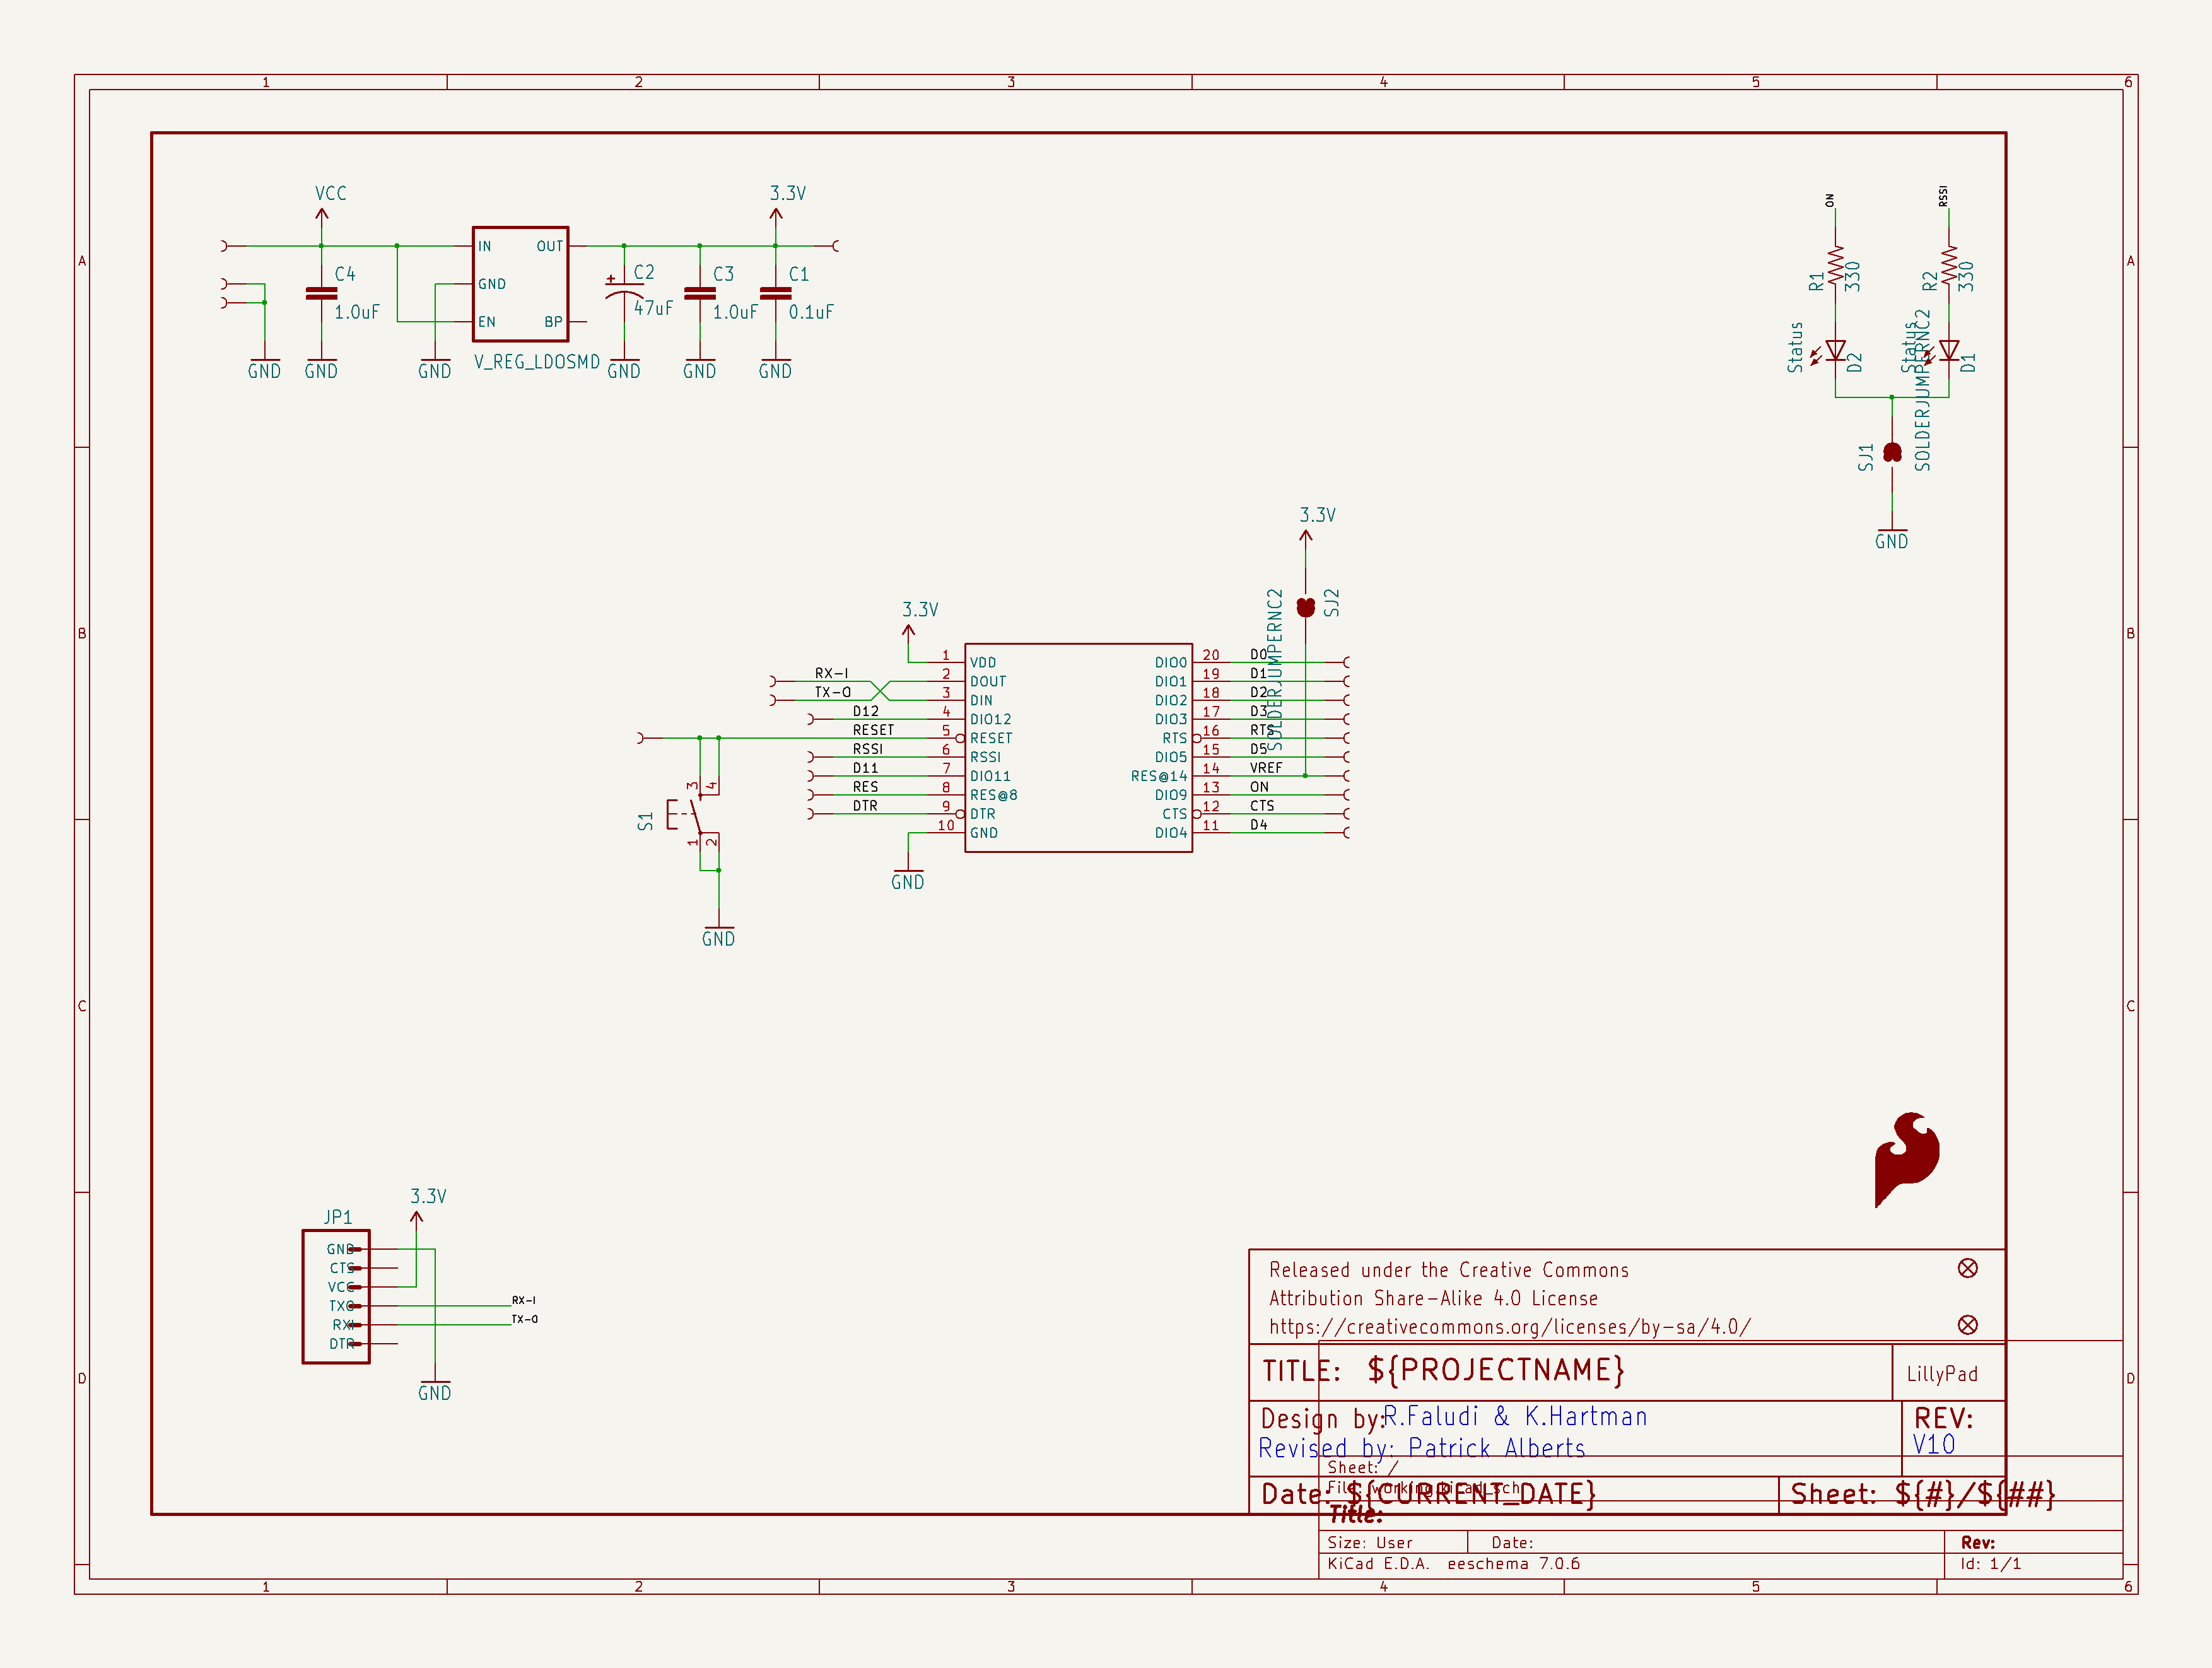 1 2 3 4 5 6
A
A
B
B
C
C
D
D
VCC
3.3V
IN
OUT
GND
EN
BP
V_REG_LDOSMD
C4
1.0uF
C2
47uF
C3
1.0uF
C1
0.1uF
GND
GND
GND
GND
GND
GND
ON
RSSI
R1
330
R2
330
Status
D2
Status
D1
SOLDERJUMPERNC2
SJ1
GND
3.3V
SOLDERJUMPERNC2
SJ2
3.3V
RX-I
TX-O
D12
RESET
RSSI
D11
RES
DTR
1 VDD
2 DOUT
3 DIN
4 DIO12
5 RESET
6 RSSI
7 DIO11
8 RES@8
9 DTR
10 GND
DIO0 20 D0
DIO1 19 D1
DIO2 18 D2
DIO3 17 D3
RTS 16 RTS
DIO5 15 D5
RES@14 14 VREF
DIO9 13 ON
CTS 12 CTS
DIO4 11 D4
S1
3
4
1
2
GND
GND
3.3V
JP1
GND
CTS
VCC
TXO
RXI
DTR
RX-I
TX-O
GND
Released under the Creative Commons
Attribution Share-Alike 4.0 License
https://creativecommons.org/licenses/by-sa/4.0/
TITLE: ${PROJECTNAME}
LillyPad
Design by:R.Faludi & K.Hartman
Revised by: Patrick Alberts
REV:
V10
Sheet: /
File: working.kicad_sch
Date: ${CURRENT_DATE}
Sheet: ${#}/${##}
Title:
Size: User
Date:
Rev:
KiCad E.D.A. eeschema 7.0.6
Id: 1/1
1 2 3 4 5 6